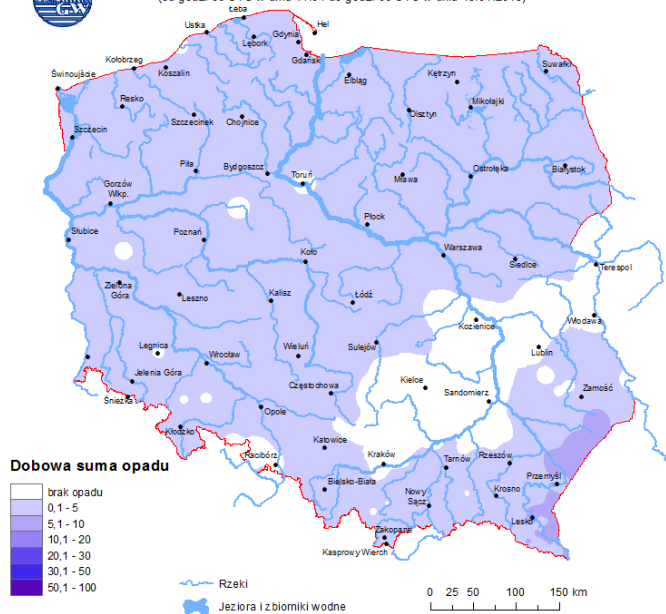 Łeba
Hel
Ustka
Lębork
Gdynia
Gdańsk
Kołobrzeg
Koszalin
Elbląg
Kętrzyn
Suwałki
Świnoujście
Resko
Szczecinek
Chojnice
Olsztyn
Mikołajki
Szczecin
Piła
Bydgoszcz
Toruń
Mława
Ostrołęka
Białystok
Gorzów
Wlkp.
Płock
Słubice
Poznań
Koło
Warszawa
Siedlce
Terespol
Zielona
Góra
Leszno
Kalisz
Łódź
Kozienice
Włodawa
Legnica
Wrocław
Wieluń
Sulejów
Lublin
Jelenia Góra
Częstochowa
Kielce
Sandomierz
Zamość
Śnieżka
Opole
Kłodzko
Katowice
Racibórz
Kraków
Tarnów
Rzeszów
Przemyśl
Bielsko-Biała
Nowy
Sącz
Krosno
Lesko
Zakopane
Kasprowy Wierch
Dobowa suma opadu
brak opadu
0,1 - 5
5,1 - 10
10,1 - 20
20,1 - 30
30,1 - 50
50,1 - 100
Rzeki
Jeziora i zbiorniki wodne
0 25 50 100 150 km